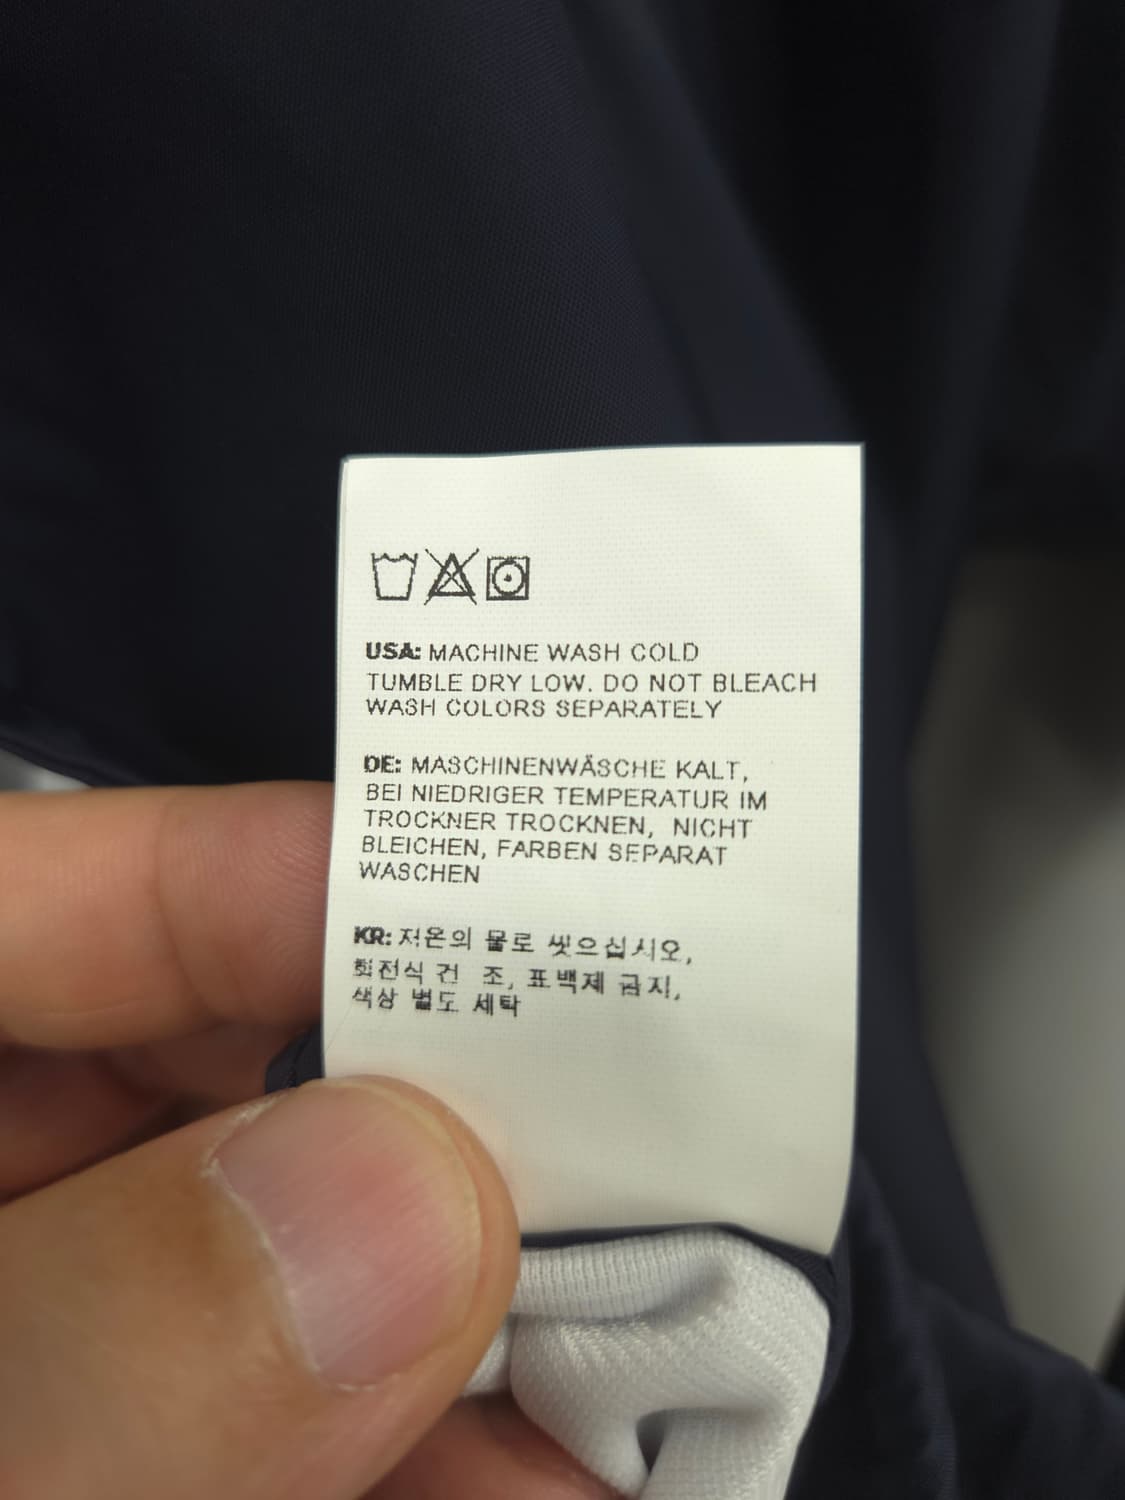 USA: MACHINE WASH COLD
TUMBLE DRY LOW. DO NOT BLEACH
WASH COLORS SEPARATELY
DE: MASCHINENWÄSCHE KALT,
BEI NIEDRIGER TEMPERATUR IM
TROCKNER TROCKNEN, NICHT
BLEICHEN, FARBEN SEPARAT
WASCHEN
KR: 저온의 물로 씻으십시오,
회전식 건 조, 표백제 금지,
색상 별도 세탁